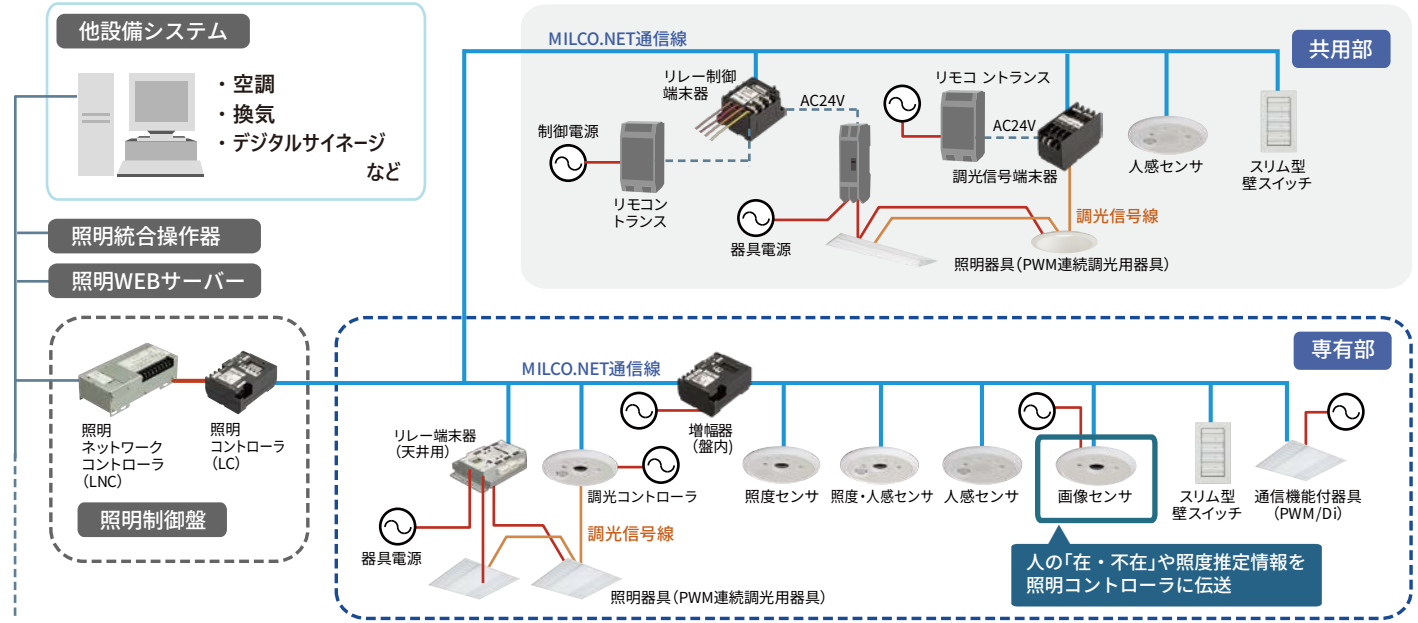 他設備システム
・空調
・換気
・デジタルサイネージ
など
照明統合操作器
照明WEBサーバー
照明
ネットワーク
コントローラ
(LNC)
照明
コントローラ
(LC)
照明制御盤
MILCO.NET通信線
共用部
リレー制御
端末器
AC24V
制御電源
リモコン
トランス
器具電源
リモコントランス
AC24V
調光信号端末器
調光信号線
照明器具(PWM連続調光用器具)
人感センサ
スリム型
壁スイッチ
専有部
MILCO.NET通信線
リレー端末器
(天井用)
器具電源
調光コントローラ
調光信号線
照明器具(PWM連続調光用器具)
増幅器
(盤内)
照度センサ
照度・人感センサ
人感センサ
画像センサ
スリム型
壁スイッチ
通信機能付器具
(PWM/Di)
人の「在・不在」や照度推定情報を
照明コントローラに伝送